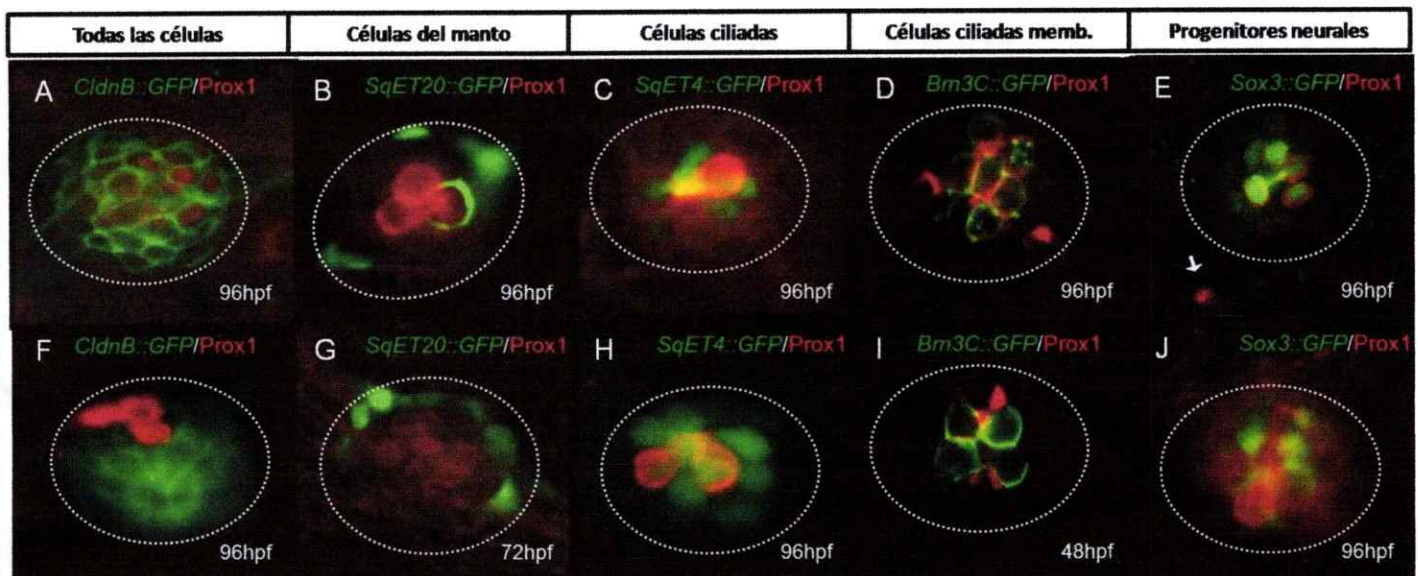 Todas las células
Células del manto
Células ciliadas
Células ciliadas memb.
Progenitores neurales
A CldnB::GFP/Prox1
96hpf
B SqET20::GFP/Prox1
96hpf
C SqET4::GFP/Prox1
96hpf
D Brn3C::GFP/Prox1
96hpf
E Sox3::GFP/Prox1
96hpf
F CldnB::GFP/Prox1
96hpf
G SqET20::GFP/Prox1
72hpf
H SqET4::GFP/Prox1
96hpf
I Brn3C::GFP/Prox1
48hpf
J Sox3::GFP/Prox1
96hpf